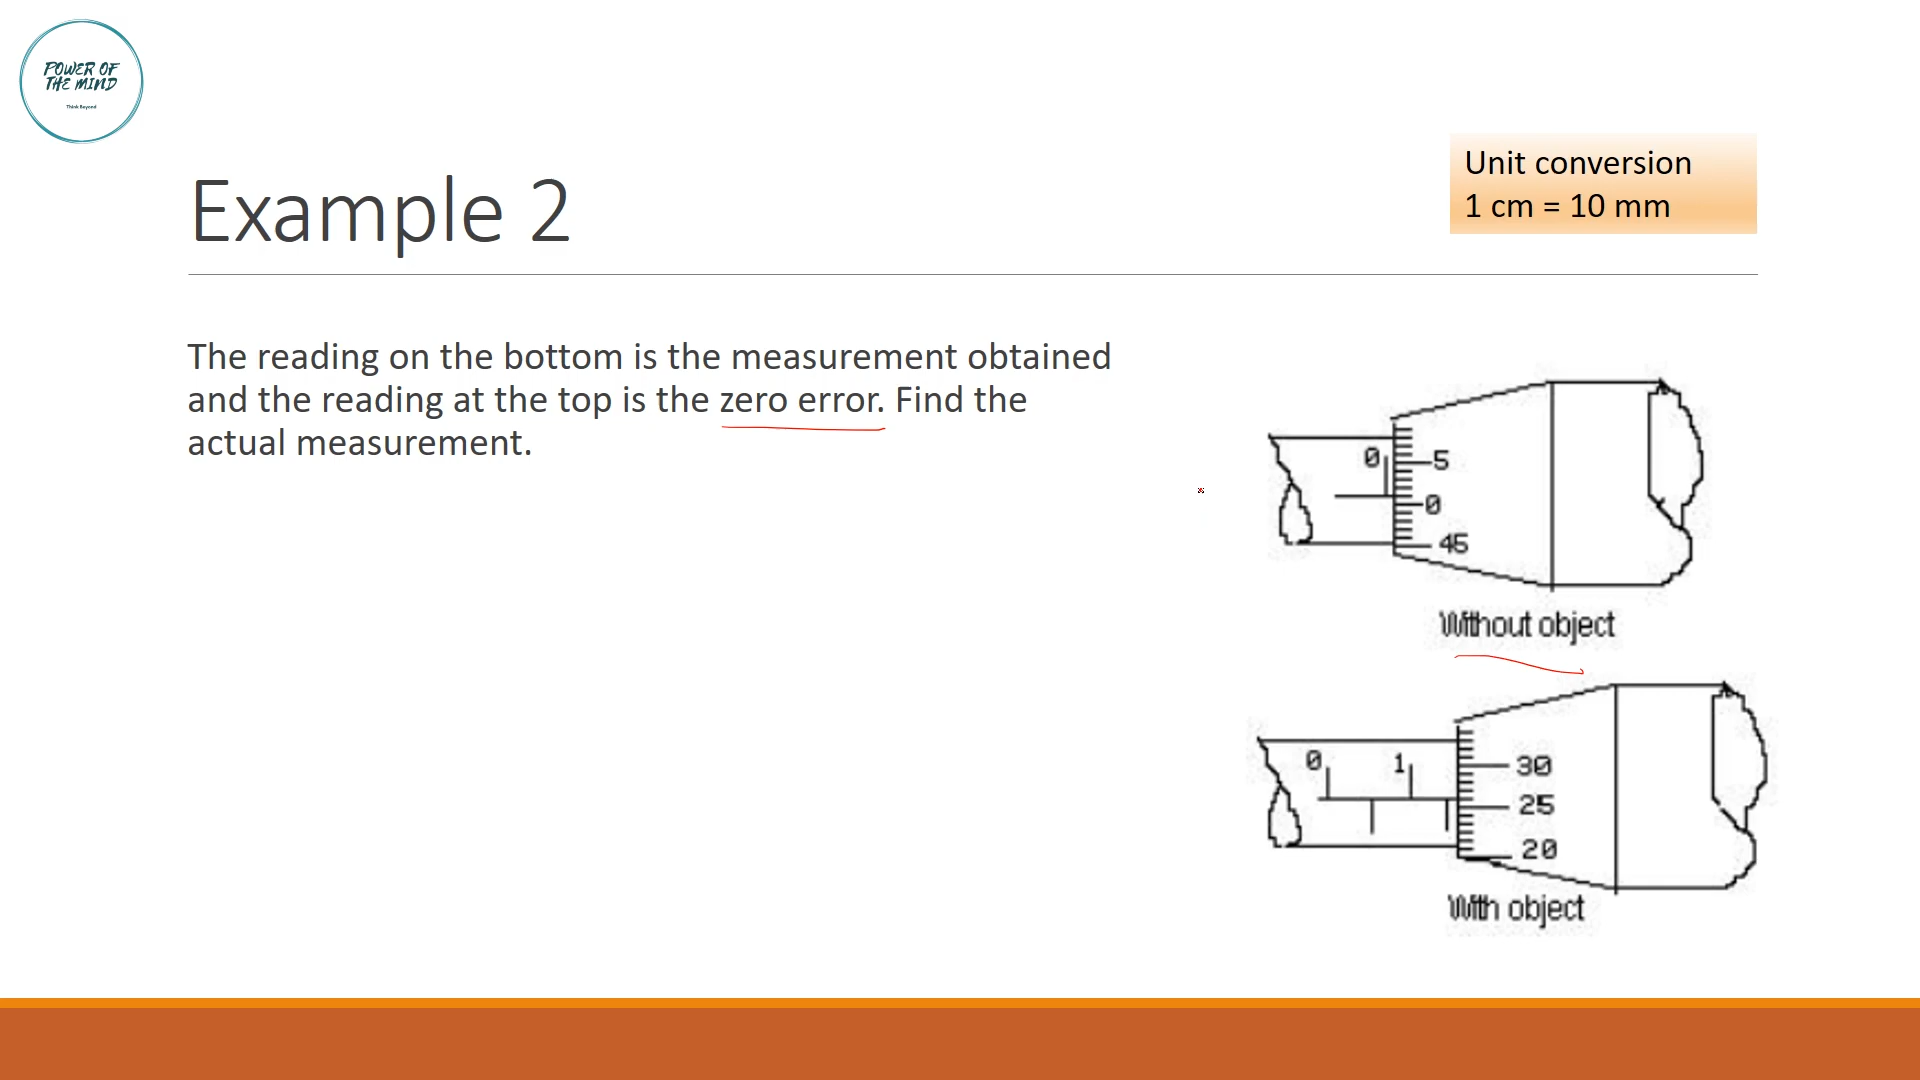 POWER OF
THE MIND
Think Beyond
Unit conversion
1 cm = 10 mm
Example 2
The reading on the bottom is the measurement obtained
and the reading at the top is the zero error. Find the
actual measurement.
0
5
0
45
Without object
0
1
30
25
20
With object